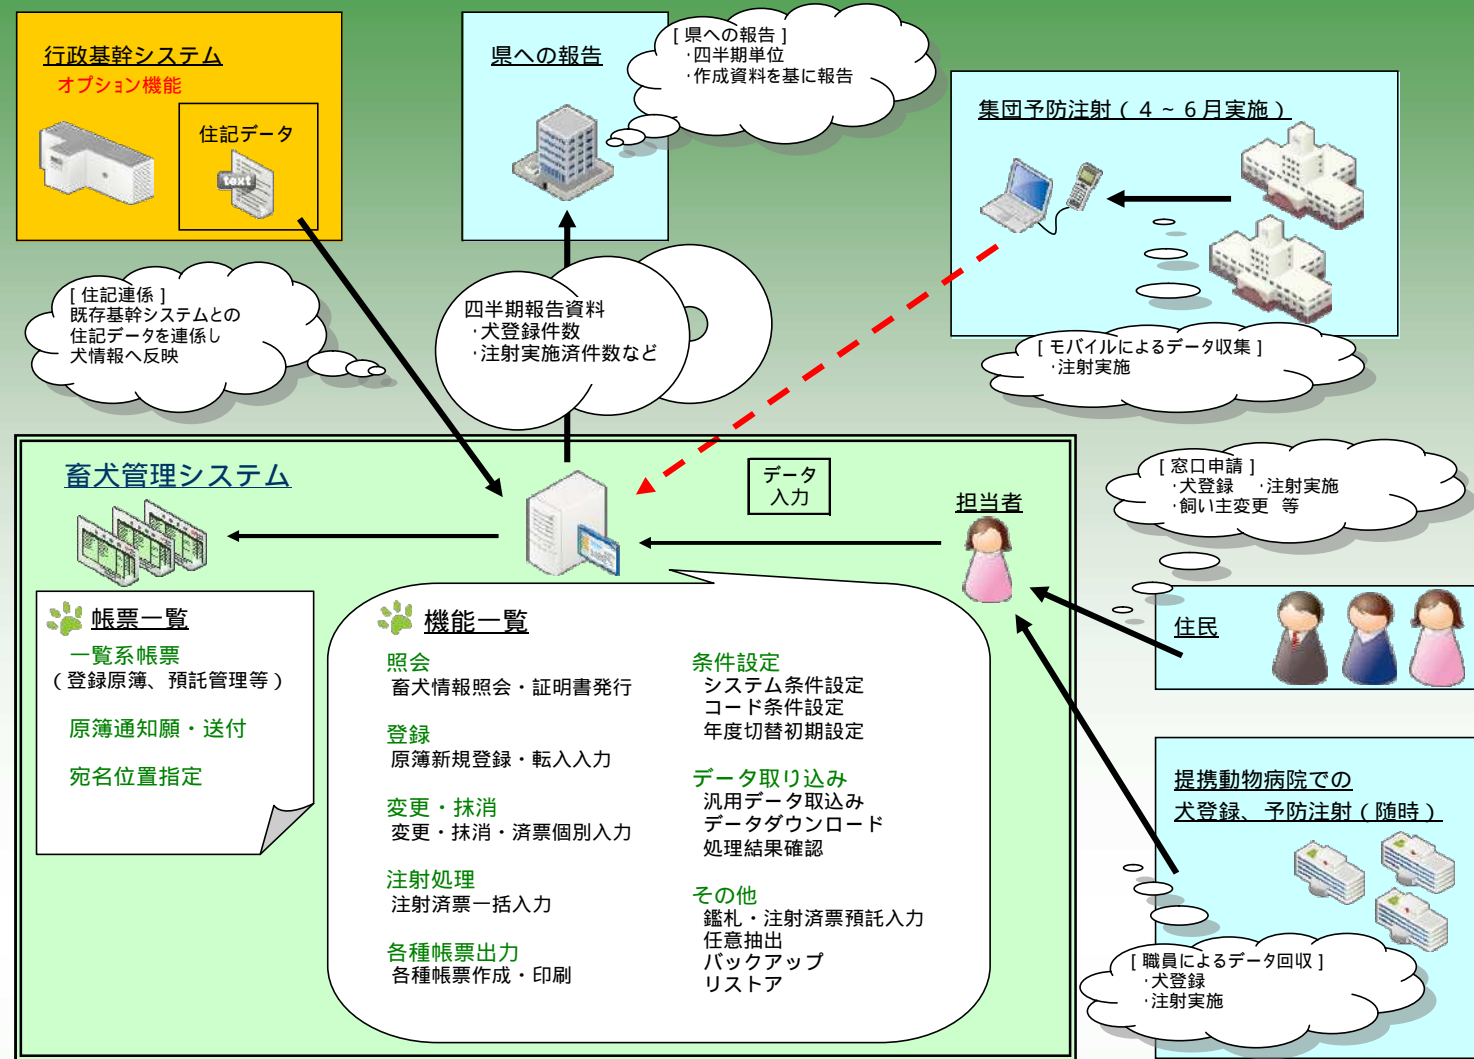 行政基幹システム
オプション機能
住記データ
text
県への報告
[ 県への報告 ]
・四半期単位
・作成資料を基に報告
集団予防注射（４～６月実施）
[ 住記連係 ]
既存基幹システムとの
住記データを連係し
犬情報へ反映
四半期報告資料
・犬登録件数
・注射実施済件数など
[ モバイルによるデータ収集 ]
・注射実施
畜犬管理システム
データ
入力
担当者
[ 窓口申請 ]
・犬登録　・注射実施
・飼い主変更　等
住民
帳票一覧
一覧系帳票
（登録原簿、預託管理等）
原簿通知願・送付
宛名位置指定
機能一覧
照会
畜犬情報照会・証明書発行
登録
原簿新規登録・転入入力
変更・抹消
変更・抹消・済票個別入力
注射処理
注射済票一括入力
各種帳票出力
各種帳票作成・印刷
条件設定
システム条件設定
コード条件設定
年度切替初期設定
データ取り込み
汎用データ取込み
データダウンロード
処理結果確認
その他
鑑札・注射済票預託入力
任意抽出
バックアップ
リストア
提携動物病院での
犬登録、予防注射（随時）
[ 職員によるデータ回収 ]
・犬登録
・注射実施